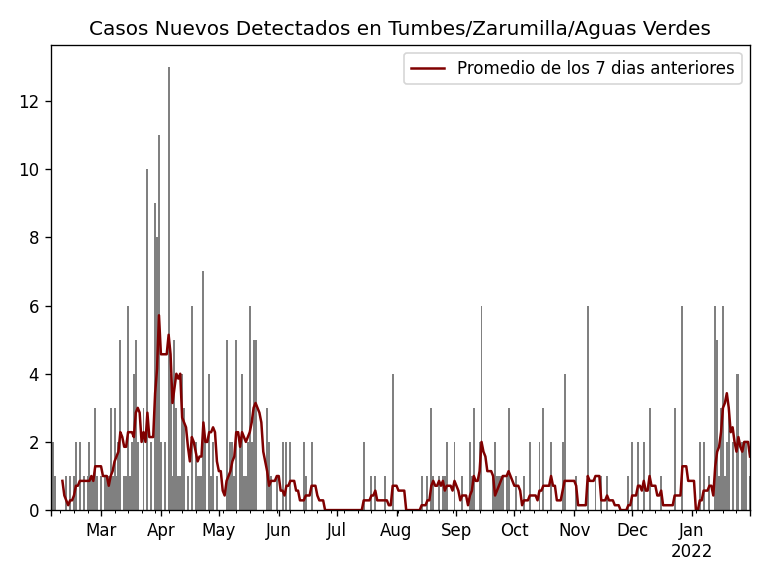 Casos Nuevos Detectados en Tumbes/Zarumilla/Aguas Verdes
Promedio de los 7 dias anteriores
12
10
8
6
4
2
0
Mar Apr May Jun Jul Aug Sep Oct Nov Dec Jan
2022